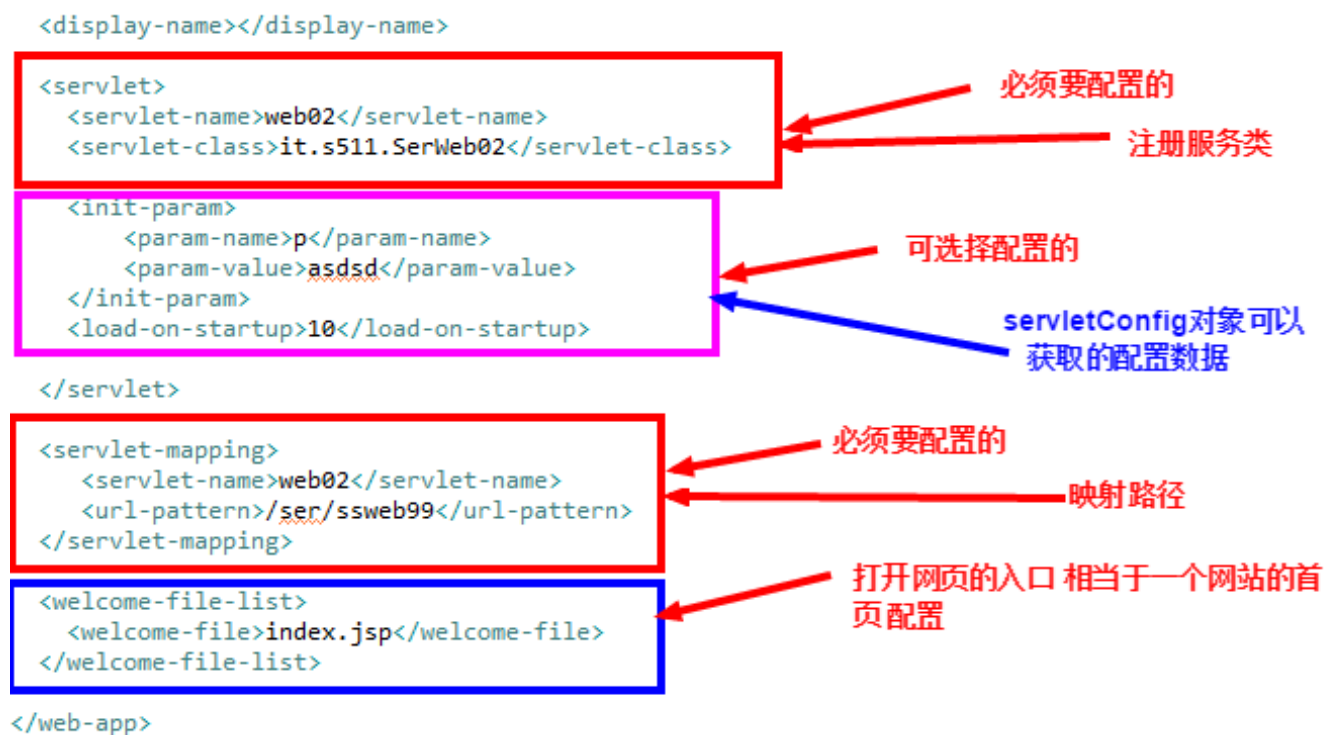 <display-name></display-name>
<servlet>
<servlet-name>web02</servlet-name>
<servlet-class>it.s511.SerWeb02</servlet-class>
必须要配置的
注册服务类
<init-param>
<param-name>p</param-name>
<param-value>asdsd</param-value>
</init-param>
<load-on-startup>10</load-on-startup>
可选择配置的
servletConfig对象可以
获取的配置数据
</servlet>
<servlet-mapping>
<servlet-name>web02</servlet-name>
<url-pattern>/ser/ssweb99</url-pattern>
</servlet-mapping>
必须要配置的
映射路径
<welcome-file-list>
<welcome-file>index.jsp</welcome-file>
</welcome-file-list>
打开网页的入口 相当于一个网站的首
页配置
</web-app>